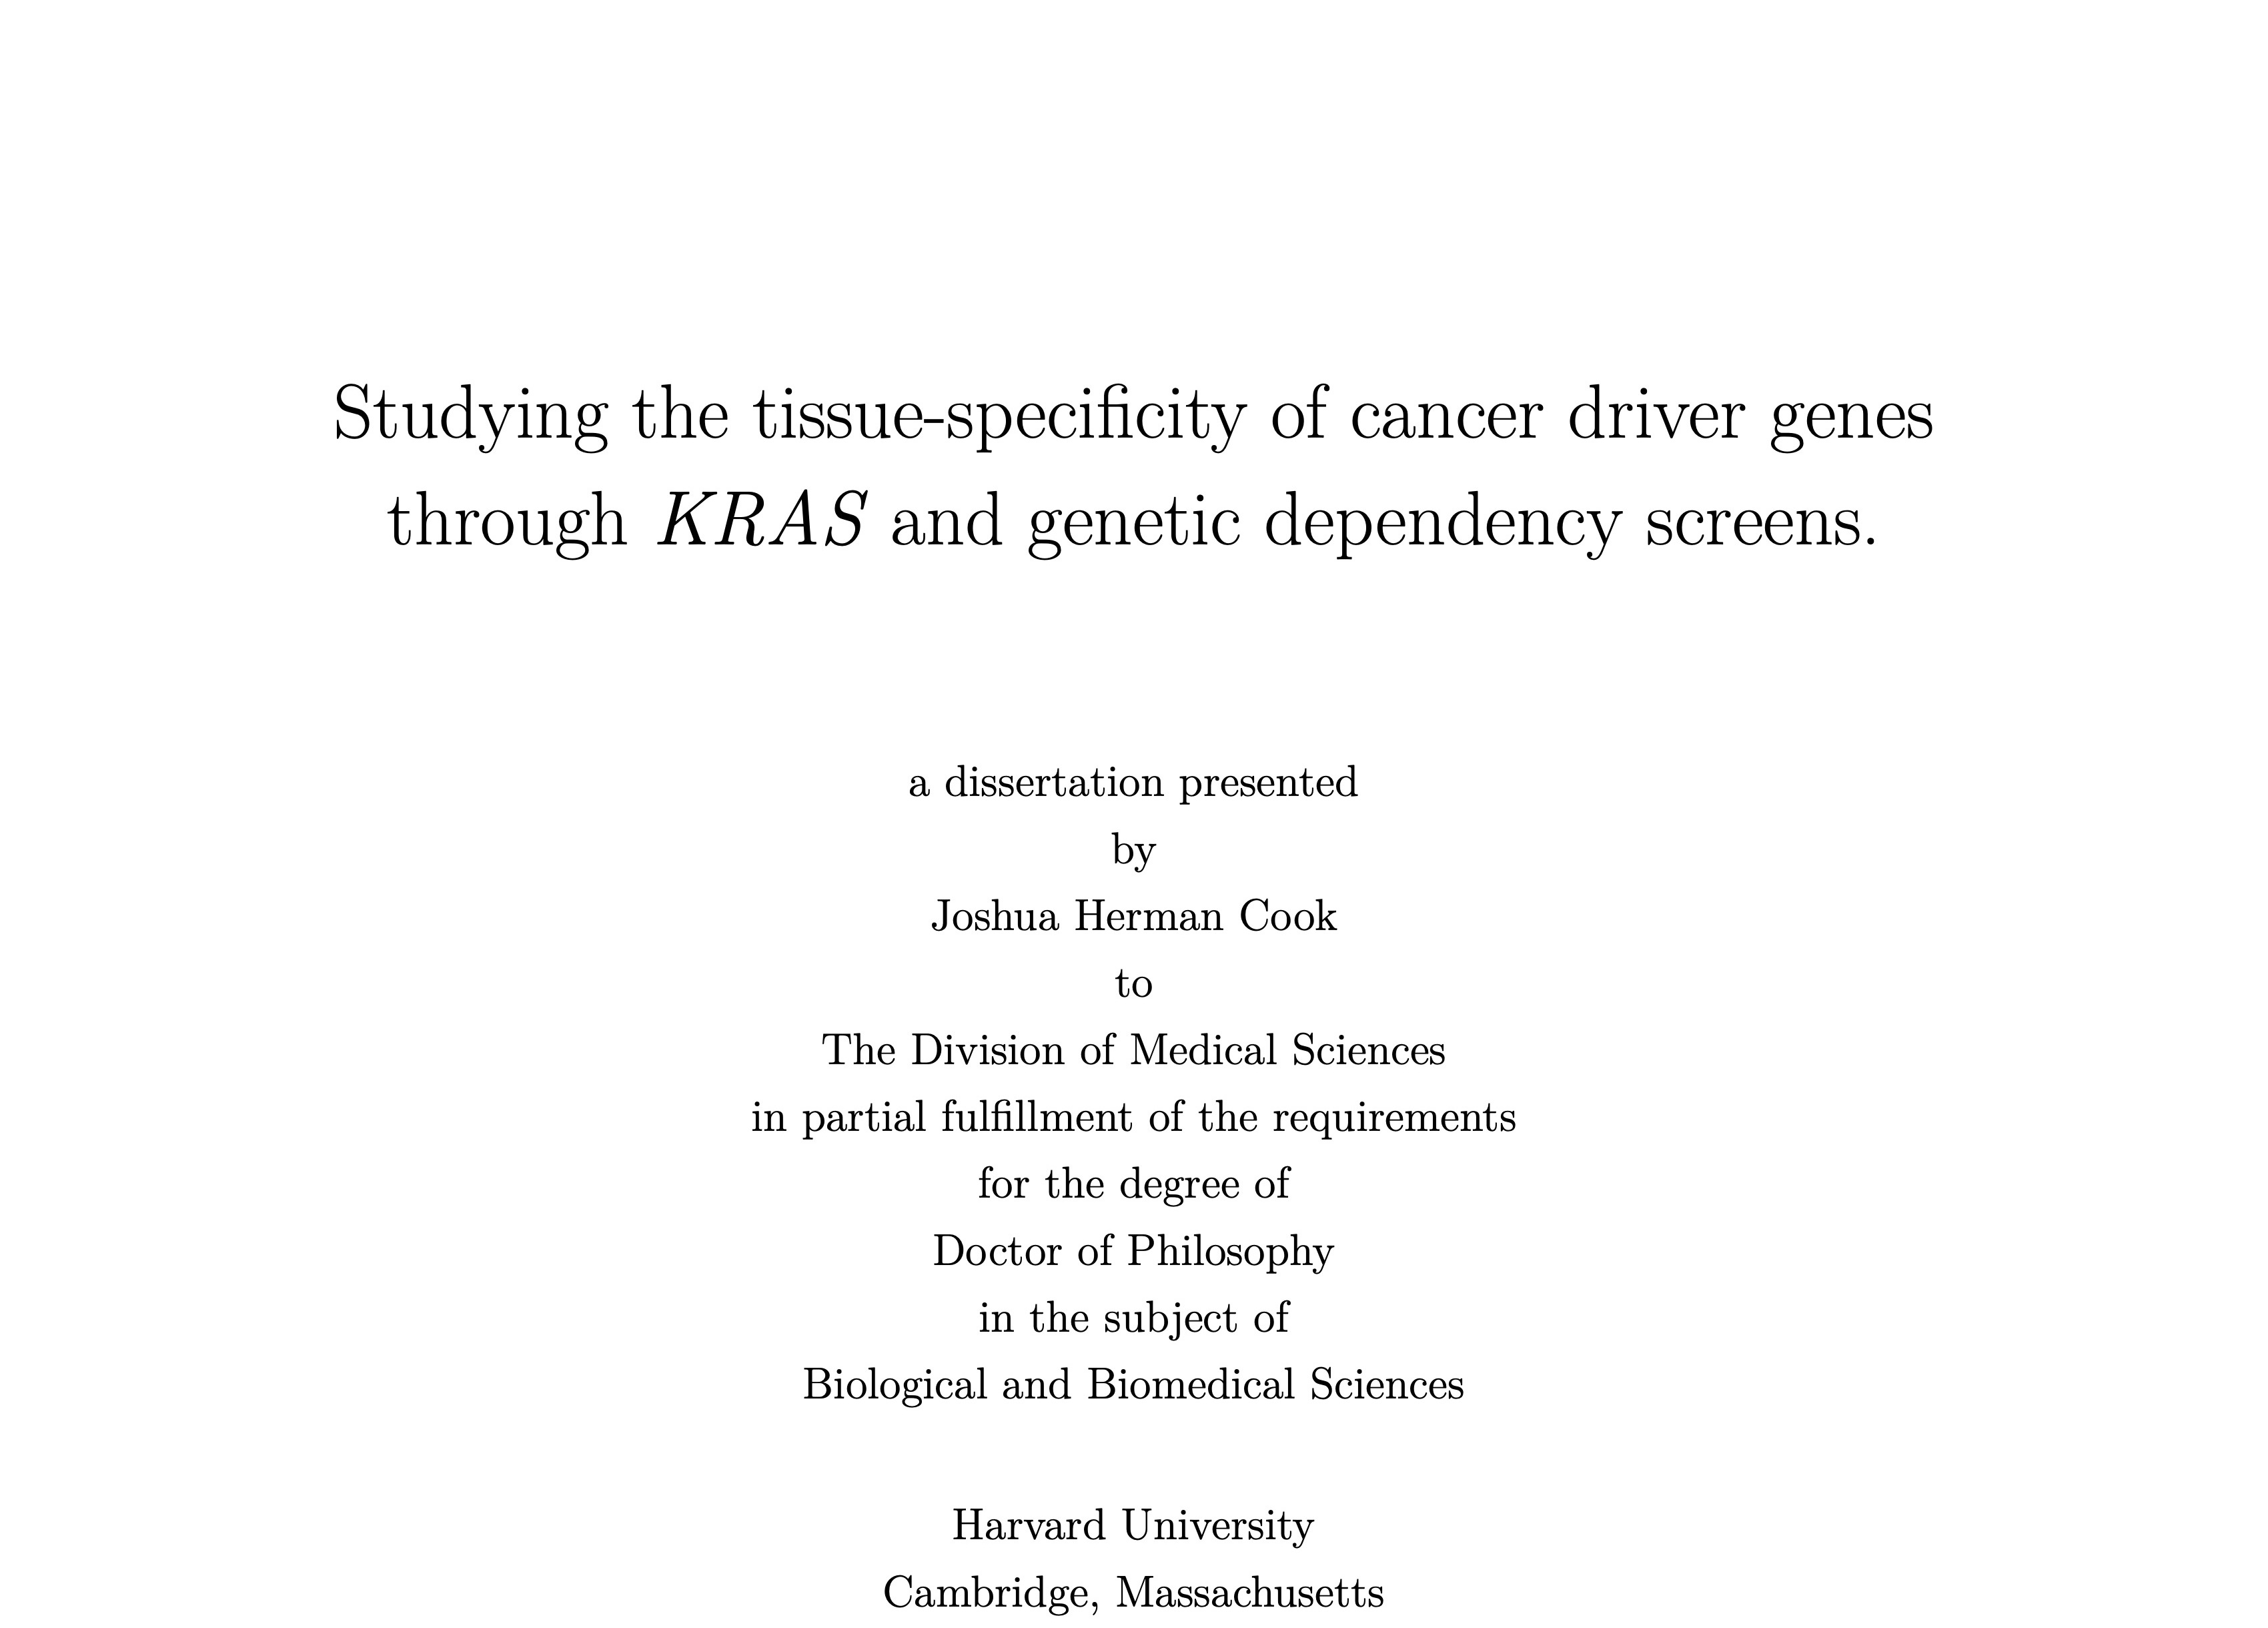 Studying the tissue-specificity of cancer driver genes
through KRAS and genetic dependency screens.
a dissertation presented
by
Joshua Herman Cook
to
The Division of Medical Sciences
in partial fulfillment of the requirements
for the degree of
Doctor of Philosophy
in the subject of
Biological and Biomedical Sciences
Harvard University
Cambridge, Massachusetts